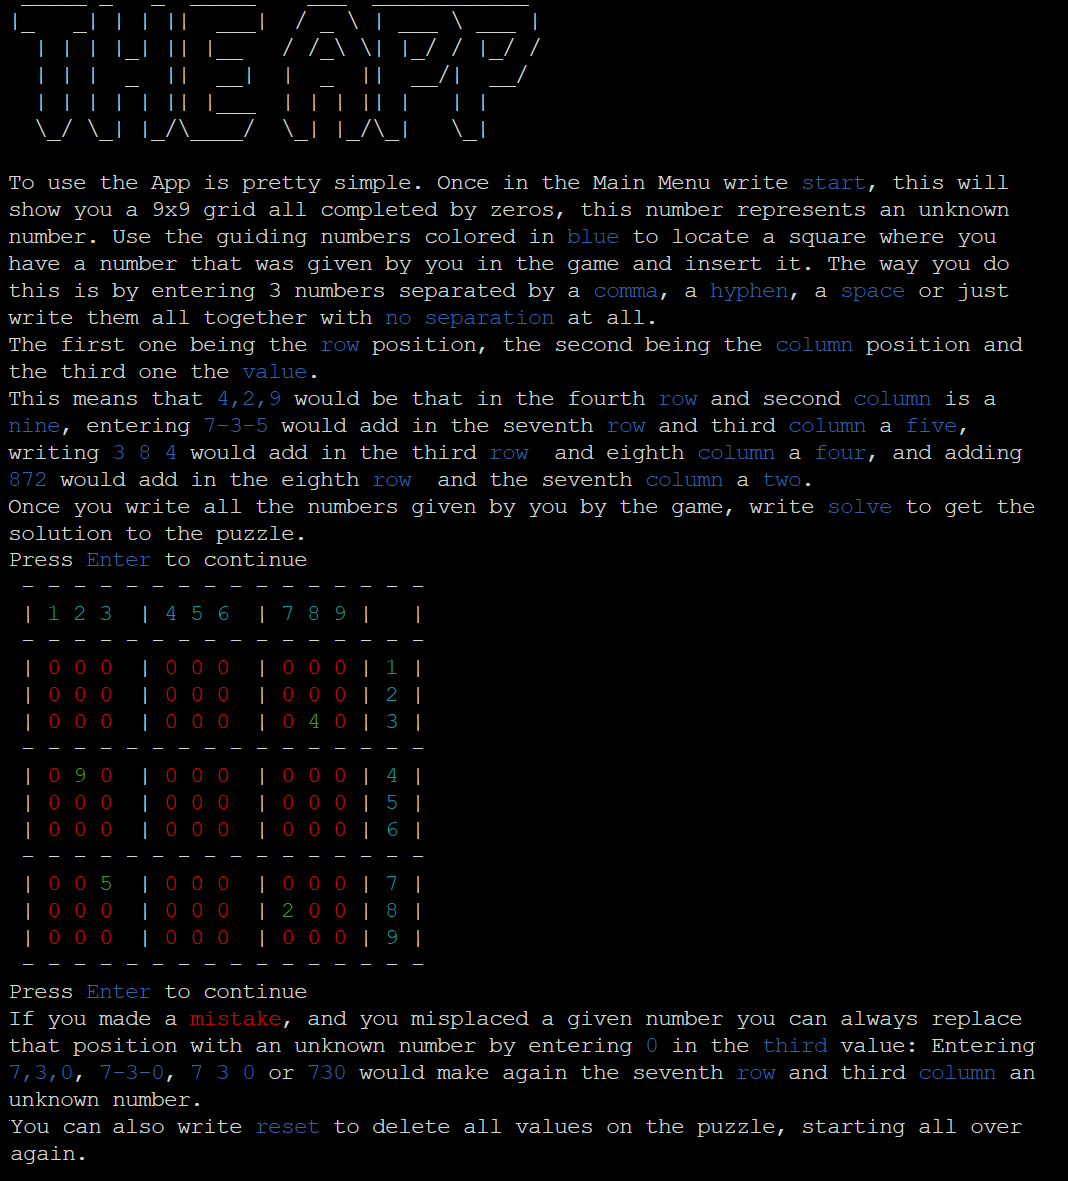 THE APP
To use the App is pretty simple. Once in the Main Menu write start, this will
show you a 9x9 grid all completed by zeros, this number represents an unknown
number. Use the guiding numbers colored in blue to locate a square where you
have a number that was given by you in the game and insert it. The way you do
this is by entering 3 numbers separated by a comma, a hyphen, a space or just
write them all together with no separation at all.
The first one being the row position, the second being the column position and
the third one the value.
This means that 4,2,9 would be that in the fourth row and second column is a
nine, entering 7-3-5 would add in the seventh row and third column a five,
writing 3 8 4 would add in the third row  and eighth column a four, and adding
872 would add in the eighth row  and the seventh column a two.
Once you write all the numbers given by you by the game, write solve to get the
solution to the puzzle.
Press Enter to continue
 - - - - - - - - - - - - - - - -
 | 1 2 3  | 4 5 6  | 7 8 9 |   |
 - - - - - - - - - - - - - - - -
 | 0 0 0  | 0 0 0  | 0 0 0 | 1 |
 | 0 0 0  | 0 0 0  | 0 0 0 | 2 |
 | 0 0 0  | 0 0 0  | 0 4 0 | 3 |
 - - - - - - - - - - - - - - - -
 | 0 9 0  | 0 0 0  | 0 0 0 | 4 |
 | 0 0 0  | 0 0 0  | 0 0 0 | 5 |
 | 0 0 0  | 0 0 0  | 0 0 0 | 6 |
 - - - - - - - - - - - - - - - -
 | 0 0 5  | 0 0 0  | 0 0 0 | 7 |
 | 0 0 0  | 0 0 0  | 2 0 0 | 8 |
 | 0 0 0  | 0 0 0  | 0 0 0 | 9 |
 - - - - - - - - - - - - - - - -
Press Enter to continue
If you made a mistake, and you misplaced a given number you can always replace
that position with an unknown number by entering 0 in the third value: Entering
7,3,0, 7-3-0, 7 3 0 or 730 would make again the seventh row and third column an
unknown number.
You can also write reset to delete all values on the puzzle, starting all over
again.